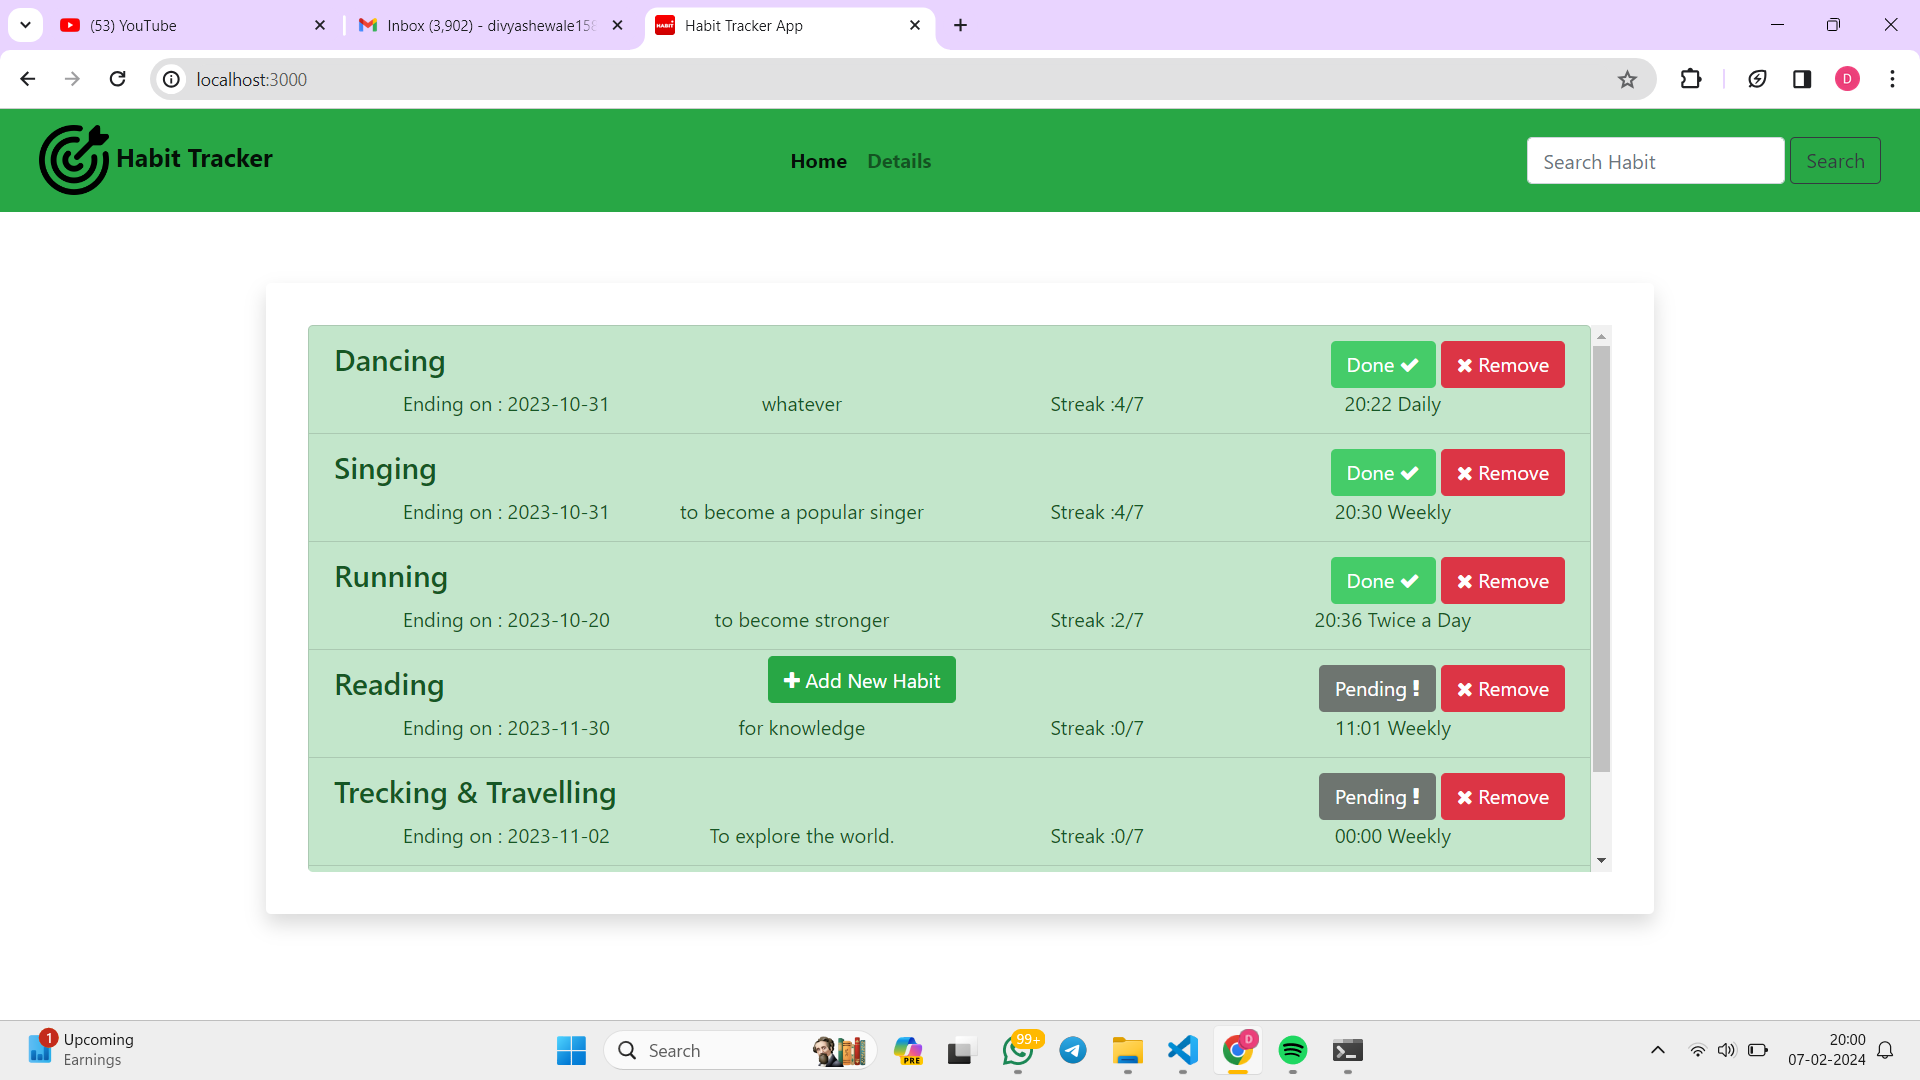 (53) YouTube
Inbox (3,902) - divyashewale158
HABIT
Habit Tracker App
localhost:3000
D
Habit Tracker
Home
Details
Search Habit
Search
Dancing
Done
Remove
Ending on : 2023-10-31 whatever Streak :4/7 20:22 Daily
Singing
Done
Remove
Ending on : 2023-10-31 to become a popular singer Streak :4/7 20:30 Weekly
Running
Done
Remove
Ending on : 2023-10-20 to become stronger Streak :2/7 20:36 Twice a Day
Reading
Add New Habit
Pending !
Remove
Ending on : 2023-11-30 for knowledge Streak :0/7 11:01 Weekly
Trecking & Travelling
Pending !
Remove
Ending on : 2023-11-02 To explore the world. Streak :0/7 00:00 Weekly
1
Upcoming
Earnings
Search
PRE
99+
D
20:00
07-02-2024